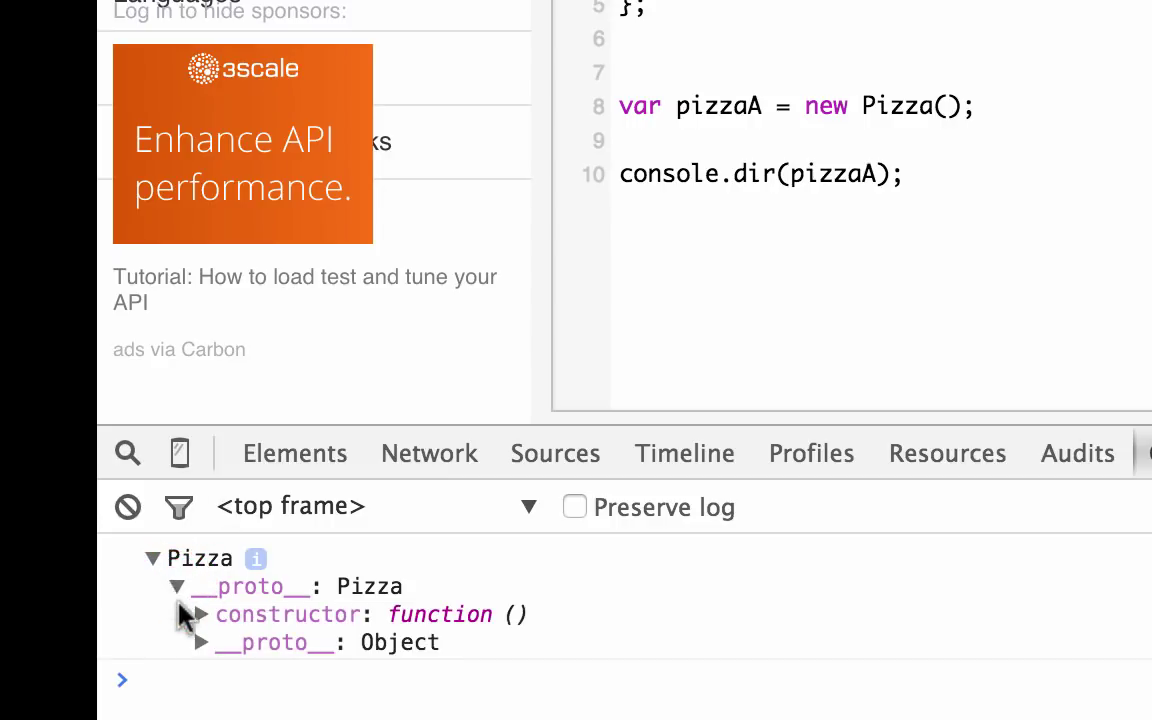 Languages
Log in to hide sponsors:
3scale
Enhance API
performance.
ks
Tutorial: How to load test and tune your
API
ads via Carbon
5 };
6
7
8 var pizzaA = new Pizza();
9
10 console.dir(pizzaA);
Elements Network Sources Timeline Profiles Resources Audits
<top frame> ▼ Preserve log
▼ Pizza i
▼ __proto__: Pizza
▶ constructor: function ()
▶ __proto__: Object
>